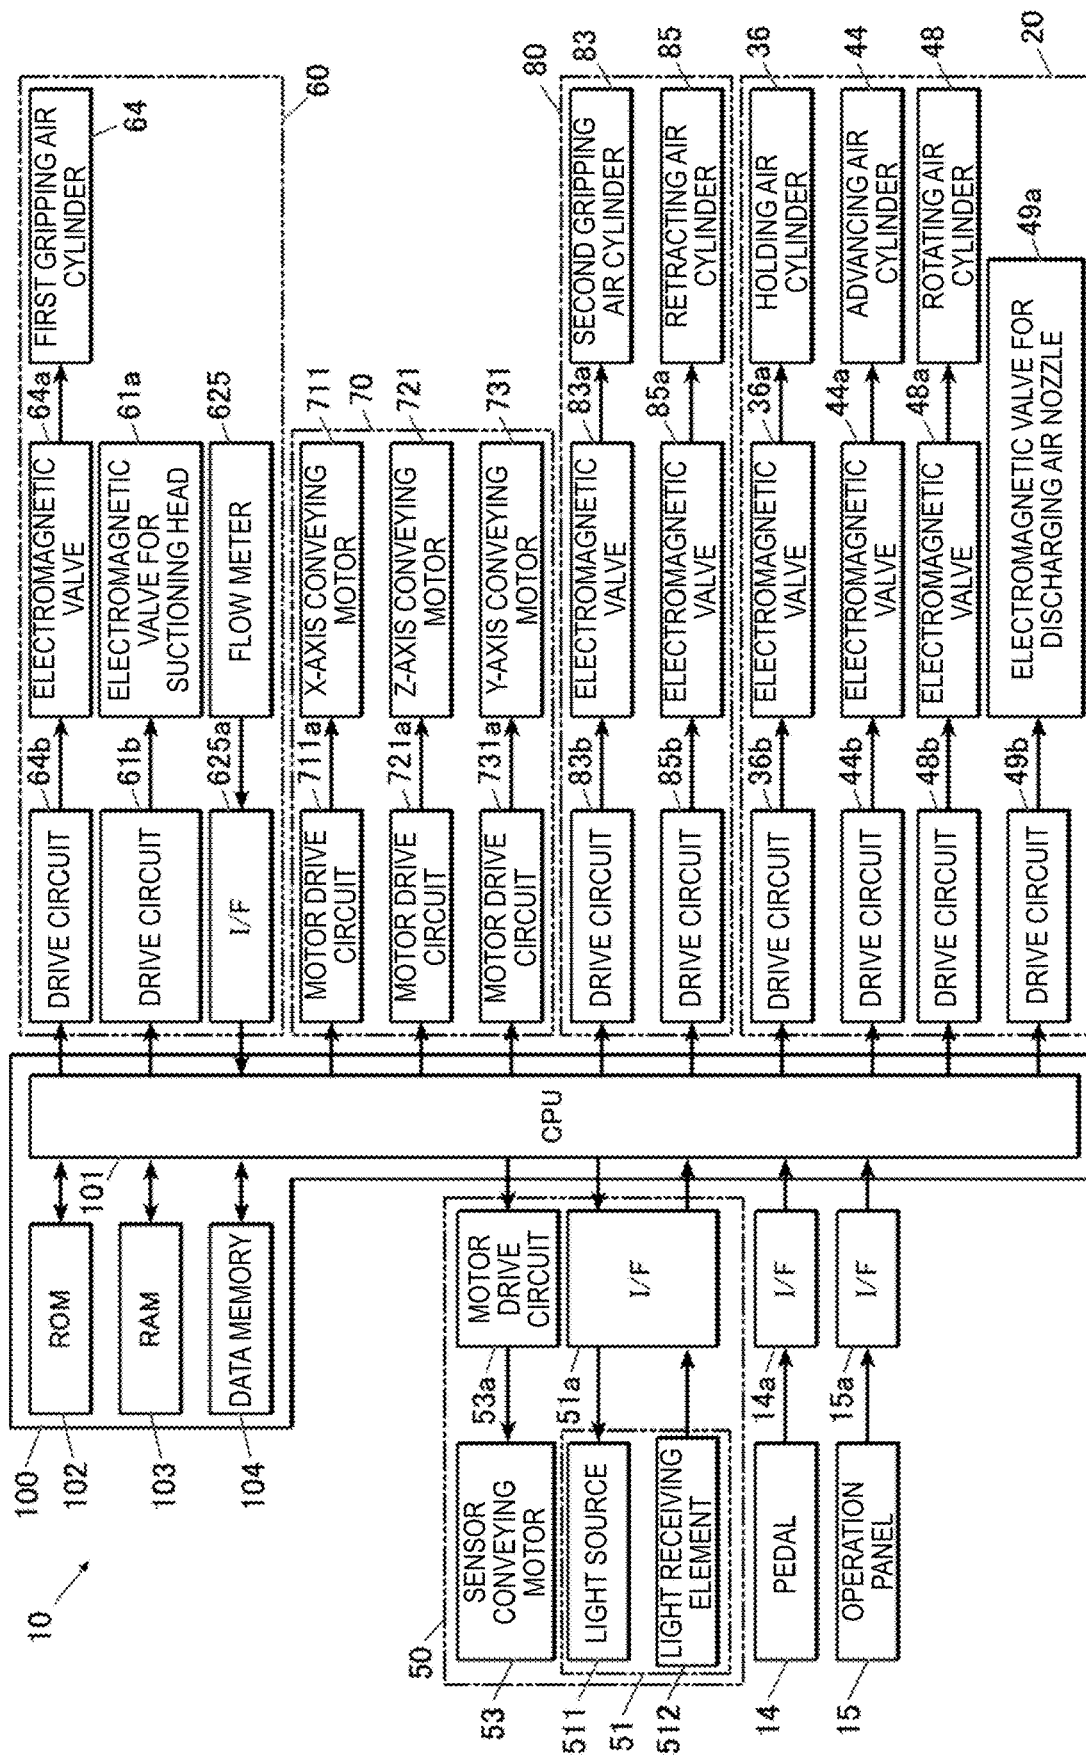 10
100
102
ROM
103
RAM
104
DATA MEMORY
101
CPU
50
53
SENSOR
CONVEYING
MOTOR
53a
MOTOR
DRIVE
CIRCUIT
511
LIGHT SOURCE
51
512
LIGHT RECEIVING
ELEMENT
51a
I/F
14
PEDAL
14a
I/F
15
OPERATION
PANEL
15a
I/F
DRIVE CIRCUIT
64b
ELECTROMAGNETIC
VALVE
64a
FIRST GRIPPING AIR
CYLINDER
64
DRIVE CIRCUIT
61b
ELECTROMAGNETIC
VALVE FOR
SUCTIONING HEAD
61a
I/F
625a
FLOW METER
625
60
MOTOR DRIVE
CIRCUIT
711a
X-AXIS CONVEYING
MOTOR
711
70
MOTOR DRIVE
CIRCUIT
721a
Z-AXIS CONVEYING
MOTOR
721
MOTOR DRIVE
CIRCUIT
731a
Y-AXIS CONVEYING
MOTOR
731
80
DRIVE CIRCUIT
83b
ELECTROMAGNETIC
VALVE
83a
SECOND GRIPPING
AIR CYLINDER
83
DRIVE CIRCUIT
85b
ELECTROMAGNETIC
VALVE
85a
RETRACTING AIR
CYLINDER
85
DRIVE CIRCUIT
36b
ELECTROMAGNETIC
VALVE
36a
HOLDING AIR
CYLINDER
36
DRIVE CIRCUIT
44b
ELECTROMAGNETIC
VALVE
44a
ADVANCING AIR
CYLINDER
44
DRIVE CIRCUIT
48b
ELECTROMAGNETIC
VALVE
48a
ROTATING AIR
CYLINDER
48
DRIVE CIRCUIT
49b
ELECTROMAGNETIC VALVE FOR
DISCHARGING AIR NOZZLE
49a
20